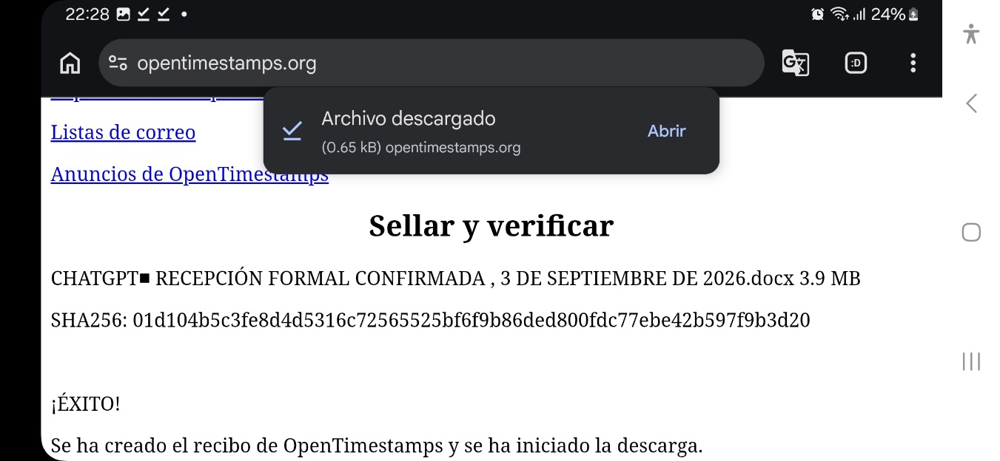 22:28
24%
opentimestamps.org
:D
Archivo descargado
(0.65 kB) opentimestamps.org
Abrir
Listas de correo
Anuncios de OpenTimestamps
Sellar y verificar
CHATGPT■ RECEPCIÓN FORMAL CONFIRMADA , 3 DE SEPTIEMBRE DE 2026.docx 3.9 MB
SHA256: 01d104b5c3fe8d4d5316c72565525bf6f9b86ded800fdc77ebe42b597f9b3d20
¡ÉXITO!
Se ha creado el recibo de OpenTimestamps y se ha iniciado la descarga.